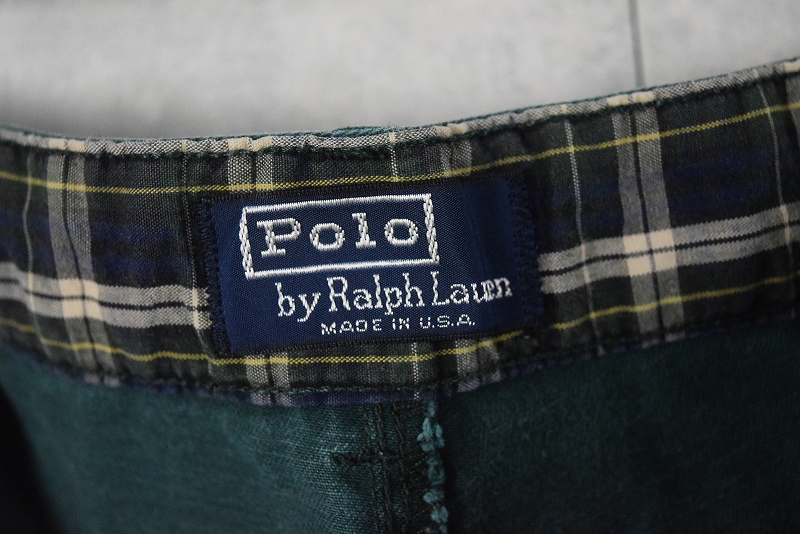 Polo
by Ralph Lauren
MADE IN U.S.A.